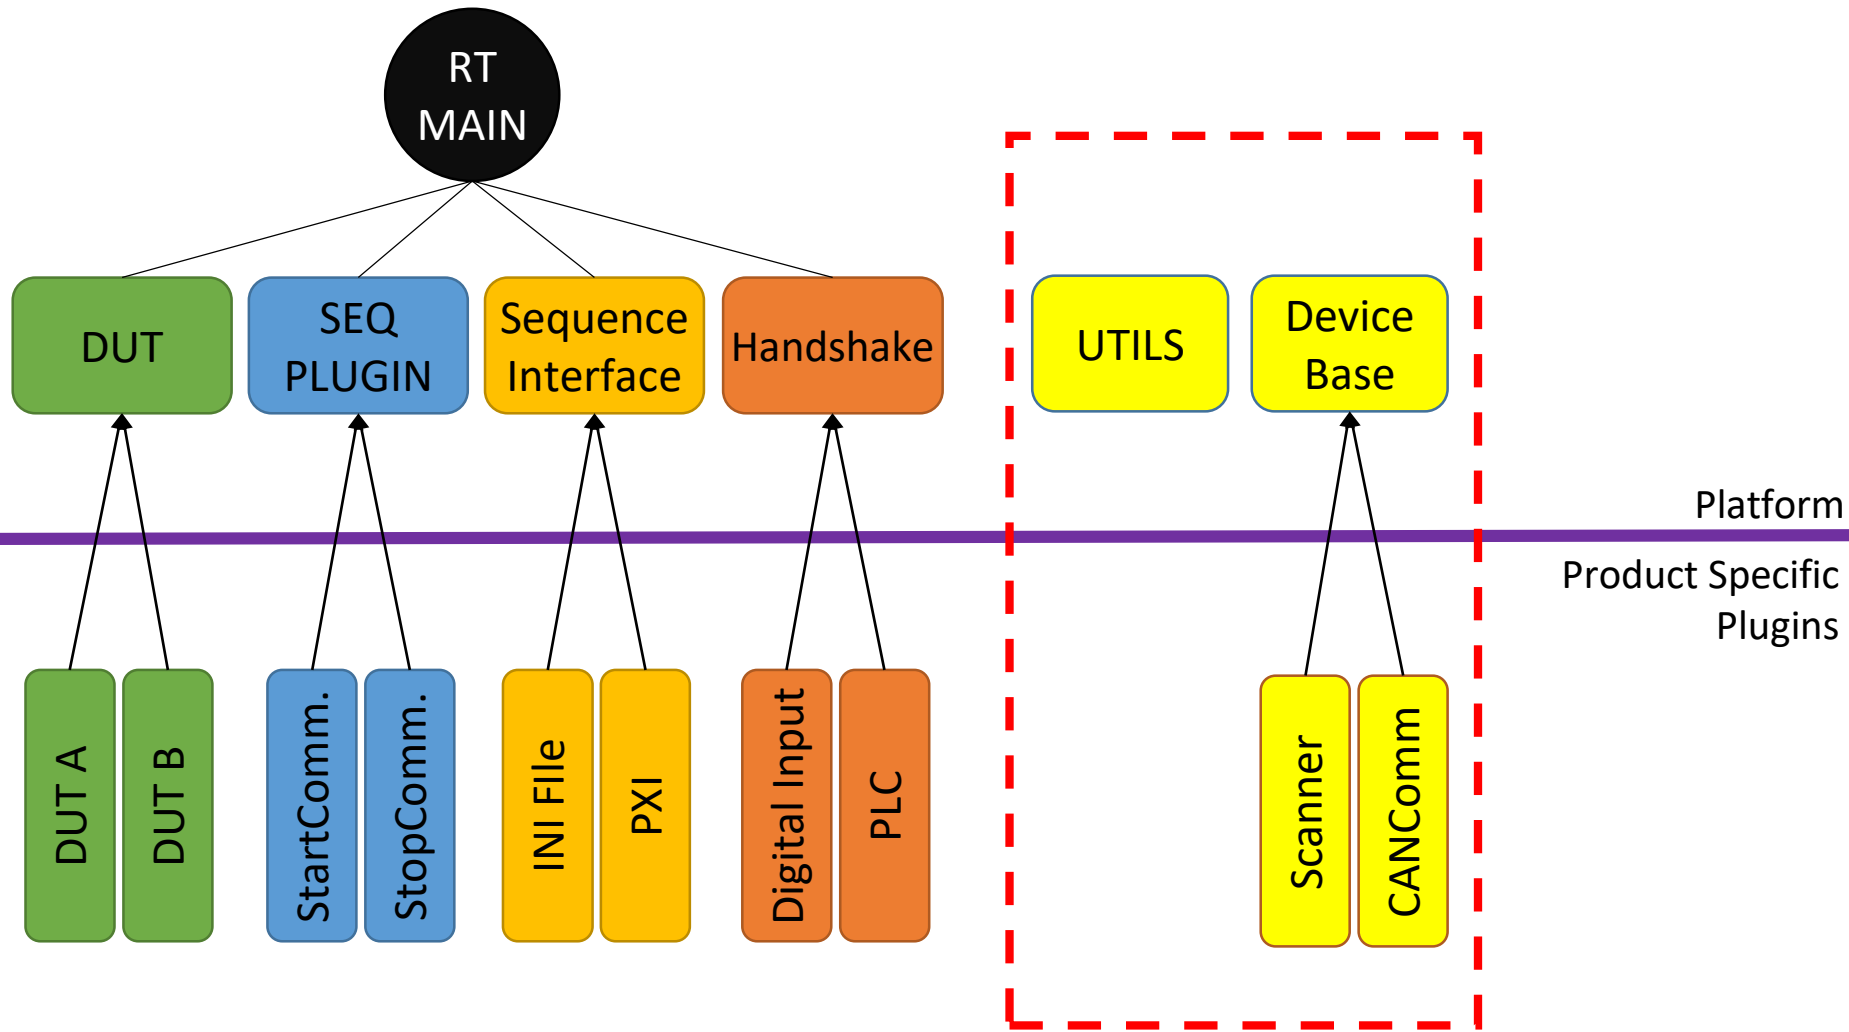 RT
MAIN
DUT
SEQ
PLUGIN
Sequence
Interface
Handshake
UTILS
Device
Base
Platform
Product Specific
Plugins
DUT A
DUT B
StartComm.
StopComm.
INI FIle
PXI
Digital Input
PLC
Scanner
CANComm